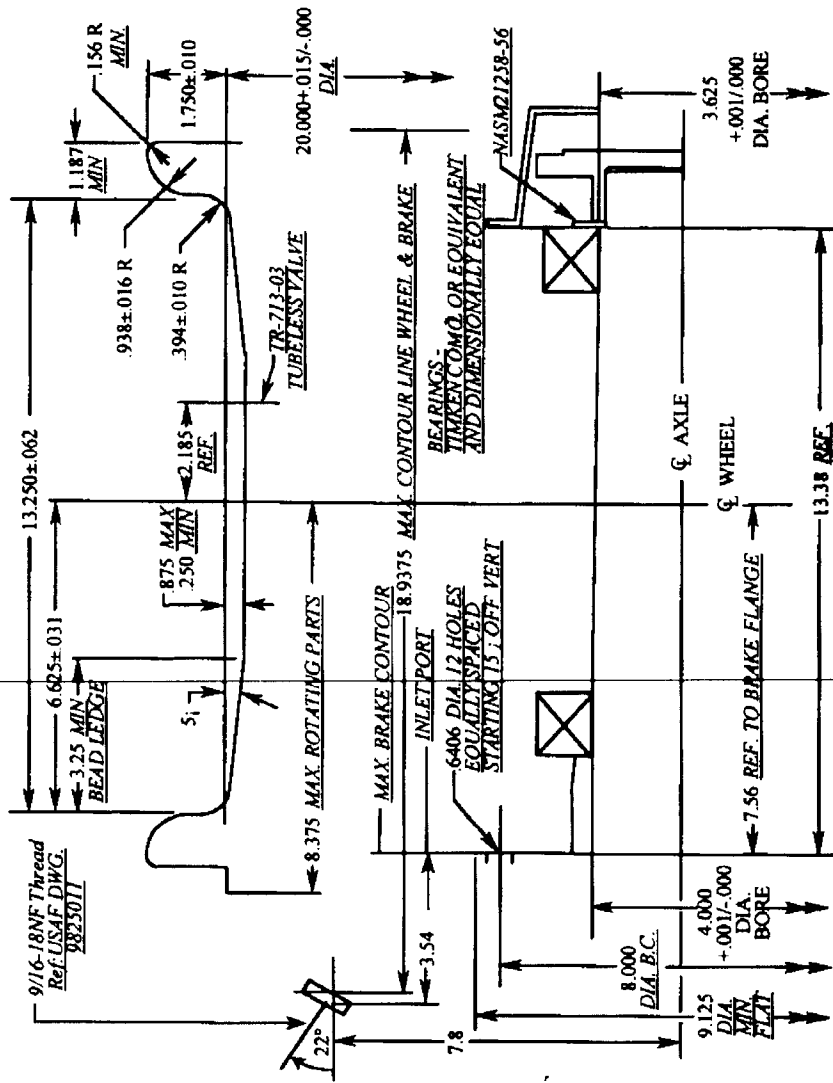 9/16-18NF Thread
Ref: USAF DWG.
9825011
13.250±.062
6.625±.031
3.25 MIN
BEAD LEDGE
5¡
.875 MAX
.250 MIN
2.185
REF.
8.375 MAX. ROTATING PARTS
1.187
MIN
.156 R
MIN.
.938±.016 R
.394±.010 R
1.750±.010
20.000+.015/-.000
DIA.
TR-713-03
TUBELESS VALVE
18.9375 MAX. CONTOUR LINE WHEEL & BRAKE
MAX. BRAKE CONTOUR
INLET PORT
22°
3.54
7.8
.6406 DIA. 12 HOLES
EQUALLY SPACED
STARTING 15¡ OFF VERT
BEARINGS -
TIMKEN COMO. OR EQUIVALENT
AND DIMENSIONALLY EQUAL
NASM21258-56
3.625
+.001/.000
DIA. BORE
℄ AXLE
℄ WHEEL
7.56 REF. TO BRAKE FLANGE
13.38 REF.
4.000
+.001/-.000
DIA.
BORE
8.000
DIA. B.C.
9.125
DIA.
MIN
FLAT